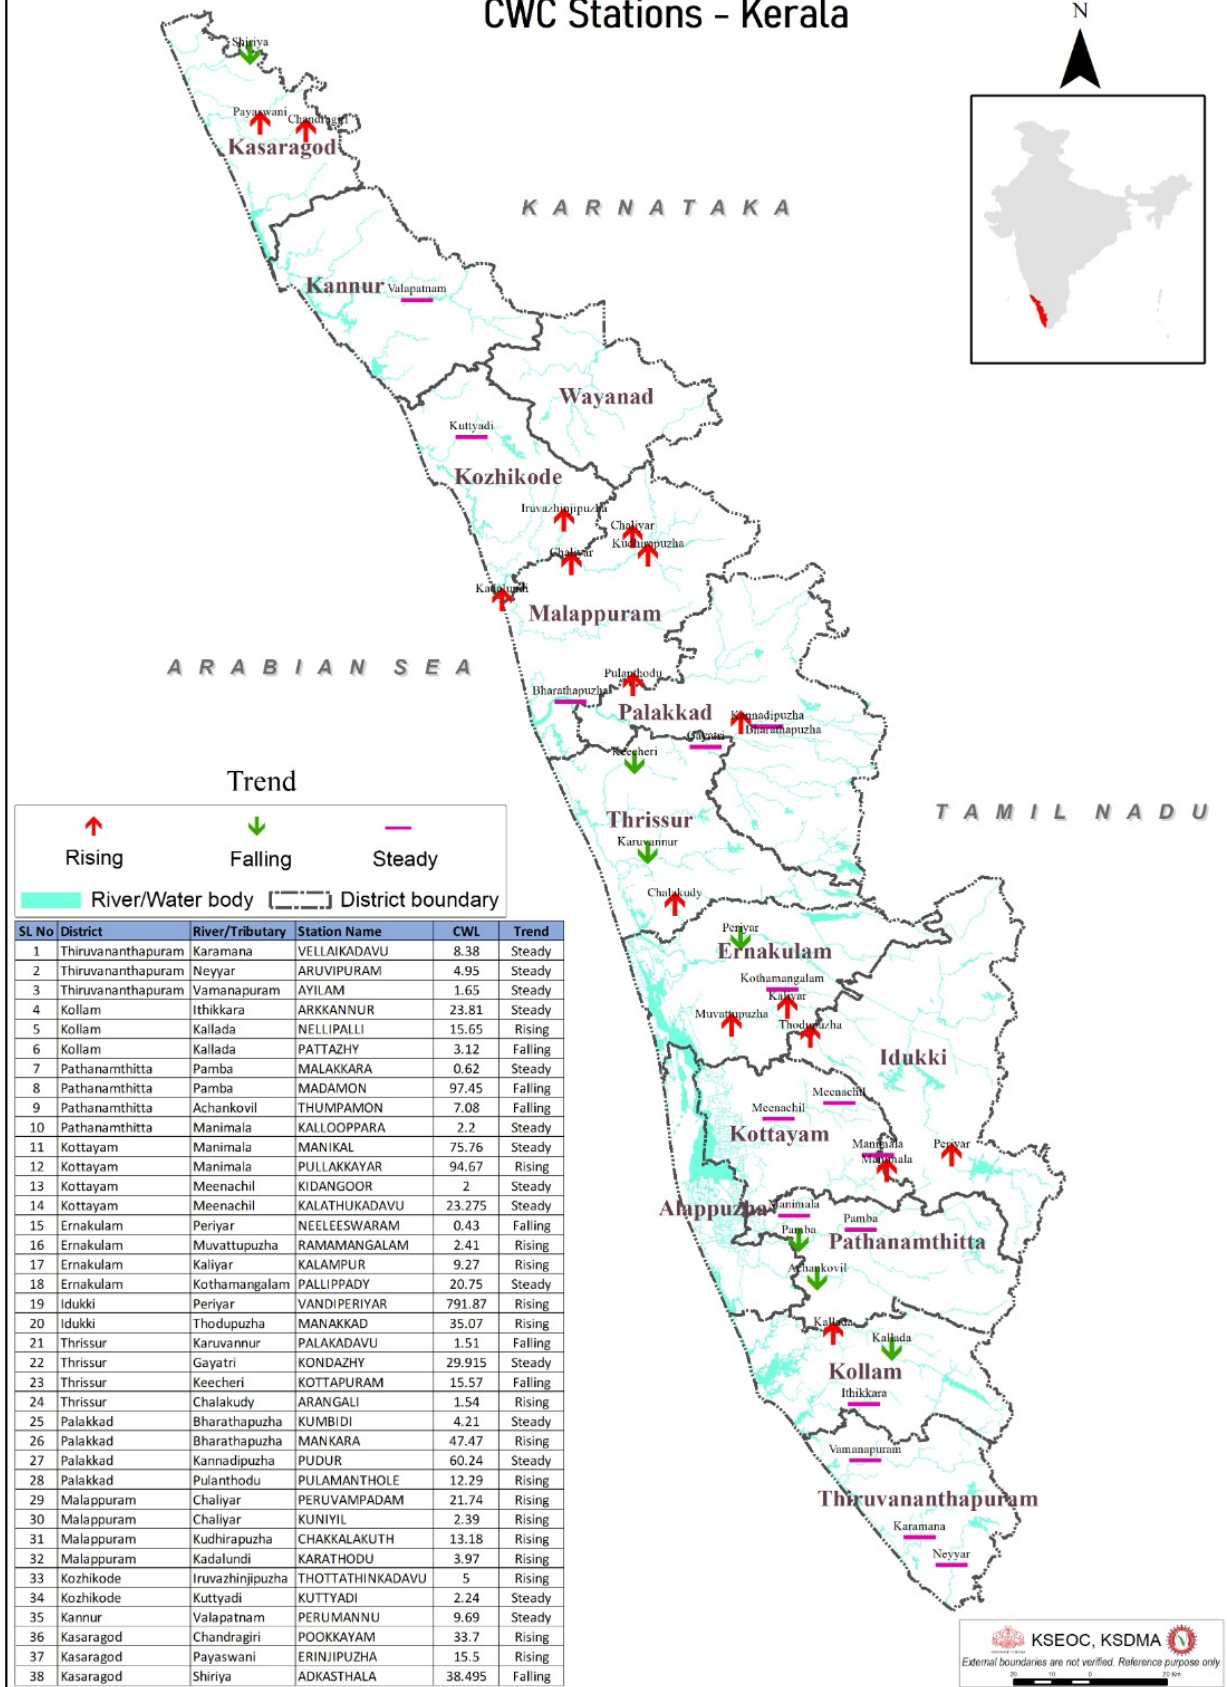 CWC Stations - Kerala
N
Shiriya
Payaswani
Chandragiri
Kasaragod
KARNATAKA
Kannur
Valapatnam
Wayanad
Kuttyadi
Kozhikode
Iruvazhinjipuzha
Chaliyar
Kudhirapuzha
Chaliyar
Kadalundi
Malappuram
ARABIAN SEA
Pulanthodu
Bharathapuzha
Palakkad
Kannadipuzha
Bharathapuzha
Gayatri
Keecheri
Thrissur
TAMIL NADU
Karuvannur
Chalakudy
Periyar
Ernakulam
Kothamangalam
Kaliyar
Muvattupuzha
Thodupuzha
Idukki
Meenachil
Meenachil
Kottayam
Manimala
Manimala
Periyar
Alappuzha
Manimala
Pamba
Pamba
Pathanamthitta
Achankovil
Kallada
Kallada
Kollam
Ithikkara
Vamanapuram
Thiruvananthapuram
Karamana
Neyyar
Trend
Rising Falling Steady
River/Water body District boundary
SL No District River/Tributary Station Name CWL Trend
1 Thiruvananthapuram Karamana VELLAIKADAVU 8.38 Steady
2 Thiruvananthapuram Neyyar ARUVIPURAM 4.95 Steady
3 Thiruvananthapuram Vamanapuram AYILAM 1.65 Steady
4 Kollam Ithikkara ARKKANNUR 23.81 Steady
5 Kollam Kallada NELLIPALLI 15.65 Rising
6 Kollam Kallada PATTAZHY 3.12 Falling
7 Pathanamthitta Pamba MALAKKARA 0.62 Steady
8 Pathanamthitta Pamba MADAMON 97.45 Falling
9 Pathanamthitta Achankovil THUMPAMON 7.08 Falling
10 Pathanamthitta Manimala KALLOOPPARA 2.2 Steady
11 Kottayam Manimala MANIKAL 75.76 Steady
12 Kottayam Manimala PULLAKKAYAR 94.67 Rising
13 Kottayam Meenachil KIDANGOOR 2 Steady
14 Kottayam Meenachil KALATHUKADAVU 23.275 Steady
15 Ernakulam Periyar NEELEESWARAM 0.43 Falling
16 Ernakulam Muvattupuzha RAMAMANGALAM 2.41 Rising
17 Ernakulam Kaliyar KALAMPUR 9.27 Rising
18 Ernakulam Kothamangalam PALLIPPADY 20.75 Steady
19 Idukki Periyar VANDIPERIYAR 791.87 Rising
20 Idukki Thodupuzha MANAKKAD 35.07 Rising
21 Thrissur Karuvannur PALAKADAVU 1.51 Falling
22 Thrissur Gayatri KONDAZHY 29.915 Steady
23 Thrissur Keecheri KOTTAPURAM 15.57 Falling
24 Thrissur Chalakudy ARANGALI 1.54 Rising
25 Palakkad Bharathapuzha KUMBIDI 4.21 Steady
26 Palakkad Bharathapuzha MANKARA 47.47 Rising
27 Palakkad Kannadipuzha PUDUR 60.24 Steady
28 Palakkad Pulanthodu PULAMANTHOLE 12.29 Rising
29 Malappuram Chaliyar PERUVAMPADAM 21.74 Rising
30 Malappuram Chaliyar KUNIYIL 2.39 Rising
31 Malappuram Kudhirapuzha CHAKKALAKUTH 13.18 Rising
32 Malappuram Kadalundi KARATHODU 3.97 Rising
33 Kozhikode Iruvazhinjipuzha THOTTATHINKADAVU 5 Rising
34 Kozhikode Kuttyadi KUTTYADI 2.24 Steady
35 Kannur Valapatnam PERUMANNU 9.69 Steady
36 Kasaragod Chandragiri POOKKAYAM 33.7 Rising
37 Kasaragod Payaswani ERINJIPUZHA 15.5 Rising
38 Kasaragod Shiriya ADKASTHALA 38.495 Falling
KSEOC, KSDMA
External boundaries are not verified. Reference purpose only.
20 10 0 20 Km